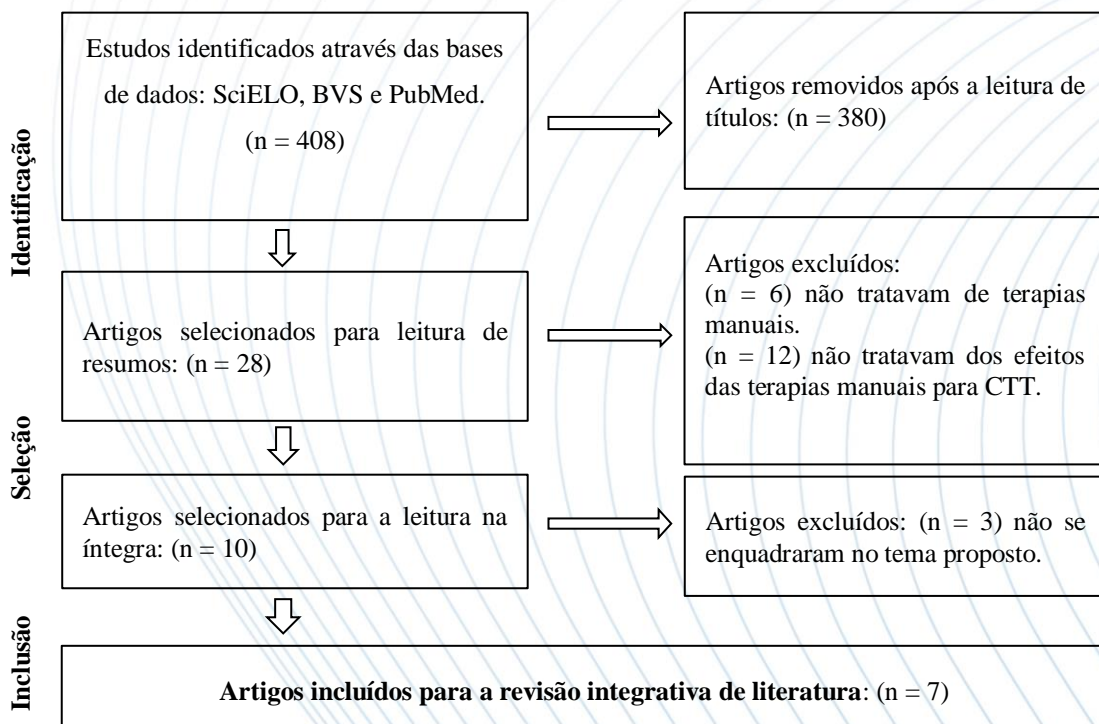 Identificação
Estudos identificados através das bases
de dados: SciELO, BVS e PubMed.
(n = 408)
Artigos removidos após a leitura de
títulos: (n = 380)
Artigos selecionados para leitura de
resumos: (n = 28)
Artigos excluídos:
(n = 6) não tratavam de terapias
manuais.
(n = 12) não tratavam dos efeitos
das terapias manuais para CTT.
Seleção
Artigos selecionados para a leitura na
íntegra: (n = 10)
Artigos excluídos: (n = 3) não se
enquadraram no tema proposto.
Inclusão
Artigos incluídos para a revisão integrativa de literatura: (n = 7)